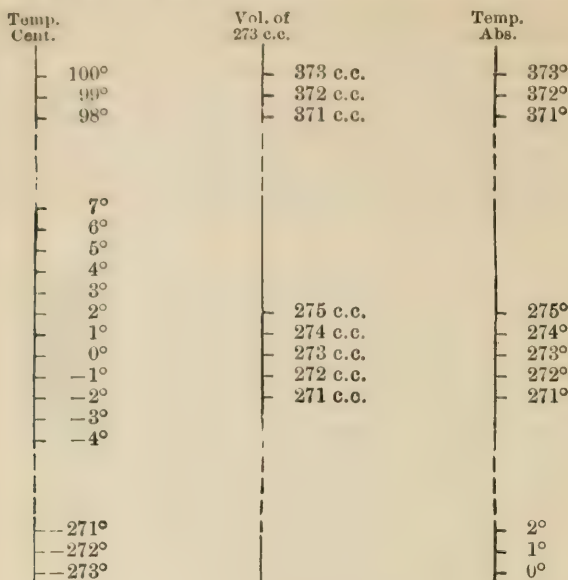 Temp. Cent. Vol. of 273 c.c. Temp. Abs.
100° 373 c.c. 373°
99° 372 c.c. 372°
98° 371 c.c. 371°
7°
6°
5°
4°
3°
2° 275 c.c. 275°
1° 274 c.c. 274°
0° 273 c.c. 273°
–1° 272 c.c. 272°
–2° 271 c.c. 271°
–3°
–4°
–271° 2°
–272° 1°
–273° 0°